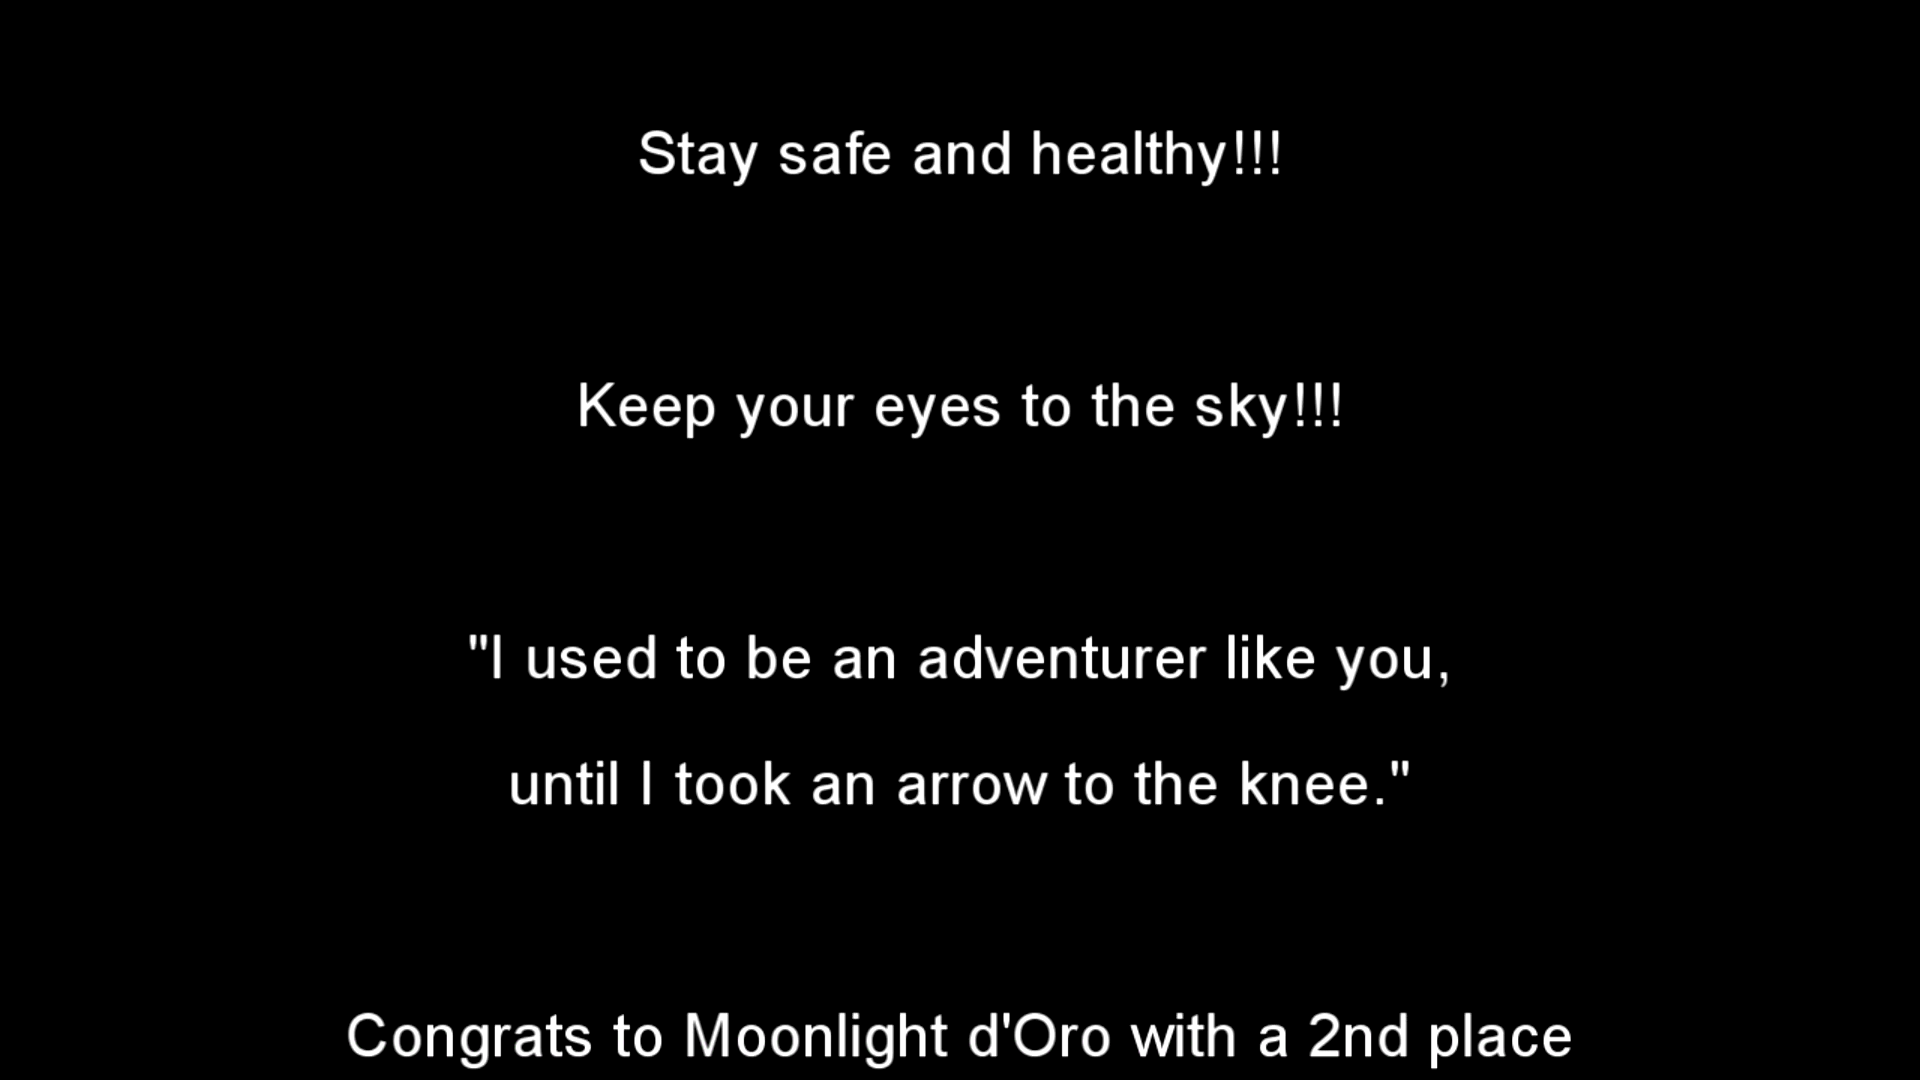 Stay safe and healthy!!!
Keep your eyes to the sky!!!
"I used to be an adventurer like you,
until I took an arrow to the knee."
Congrats to Moonlight d'Oro with a 2nd place